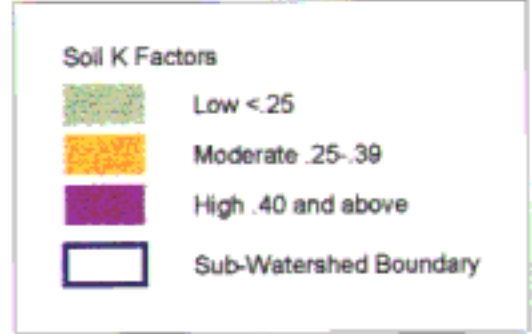 Soil K Factors
Low <.25
Moderate .25-.39
High .40 and above
Sub-Watershed Boundary